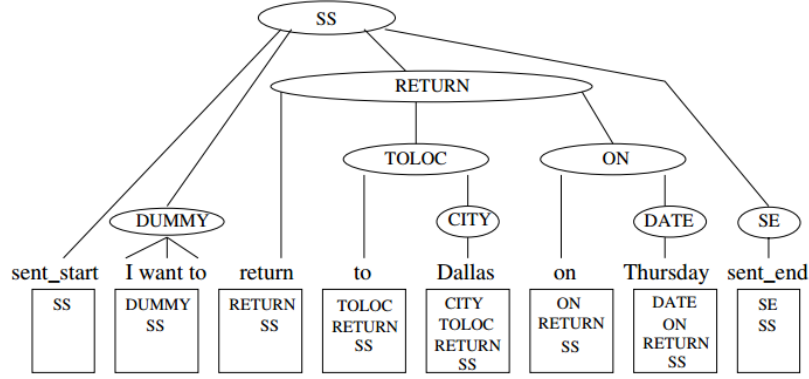 SS
RETURN
TOLOC ON
DUMMY CITY DATE SE
sent_start I want to return to Dallas on Thursday sent_end
SS DUMMY RETURN TOLOC CITY ON DATE SE
SS SS RETURN TOLOC RETURN ON SS
SS RETURN SS RETURN
SS SS